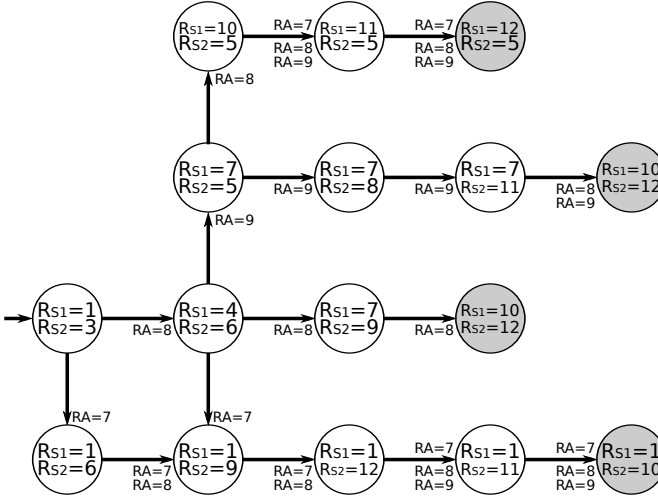 RS1=10
RS2=5
RA=7
RA=8
RA=9
RS1=11
RS2=5
RA=7
RA=8
RA=9
RS1=12
RS2=5
RA=8
RS1=7
RS2=5
RA=9
RS1=7
RS2=8
RA=9
RS1=7
RS2=11
RA=8
RA=9
RS1=10
RS2=12
RA=9
RS1=1
RS2=3
RA=8
RS1=4
RS2=6
RA=8
RS1=7
RS2=9
RA=8
RS1=10
RS2=12
RA=7
RA=7
RS1=1
RS2=6
RA=7
RA=8
RS1=1
RS2=9
RA=7
RA=8
RS1=1
RS2=12
RA=7
RA=8
RA=9
RS1=1
RS2=11
RA=7
RA=8
RA=9
RS1=1
RS2=10